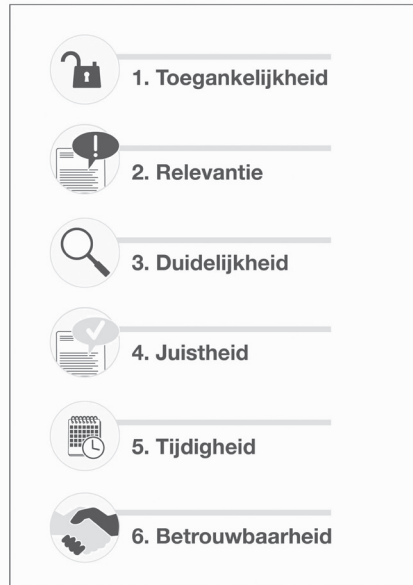 1. Toegankelijkheid
2. Relevantie
3. Duidelijkheid
4. Juistheid
5. Tijdigheid
6. Betrouwbaarheid